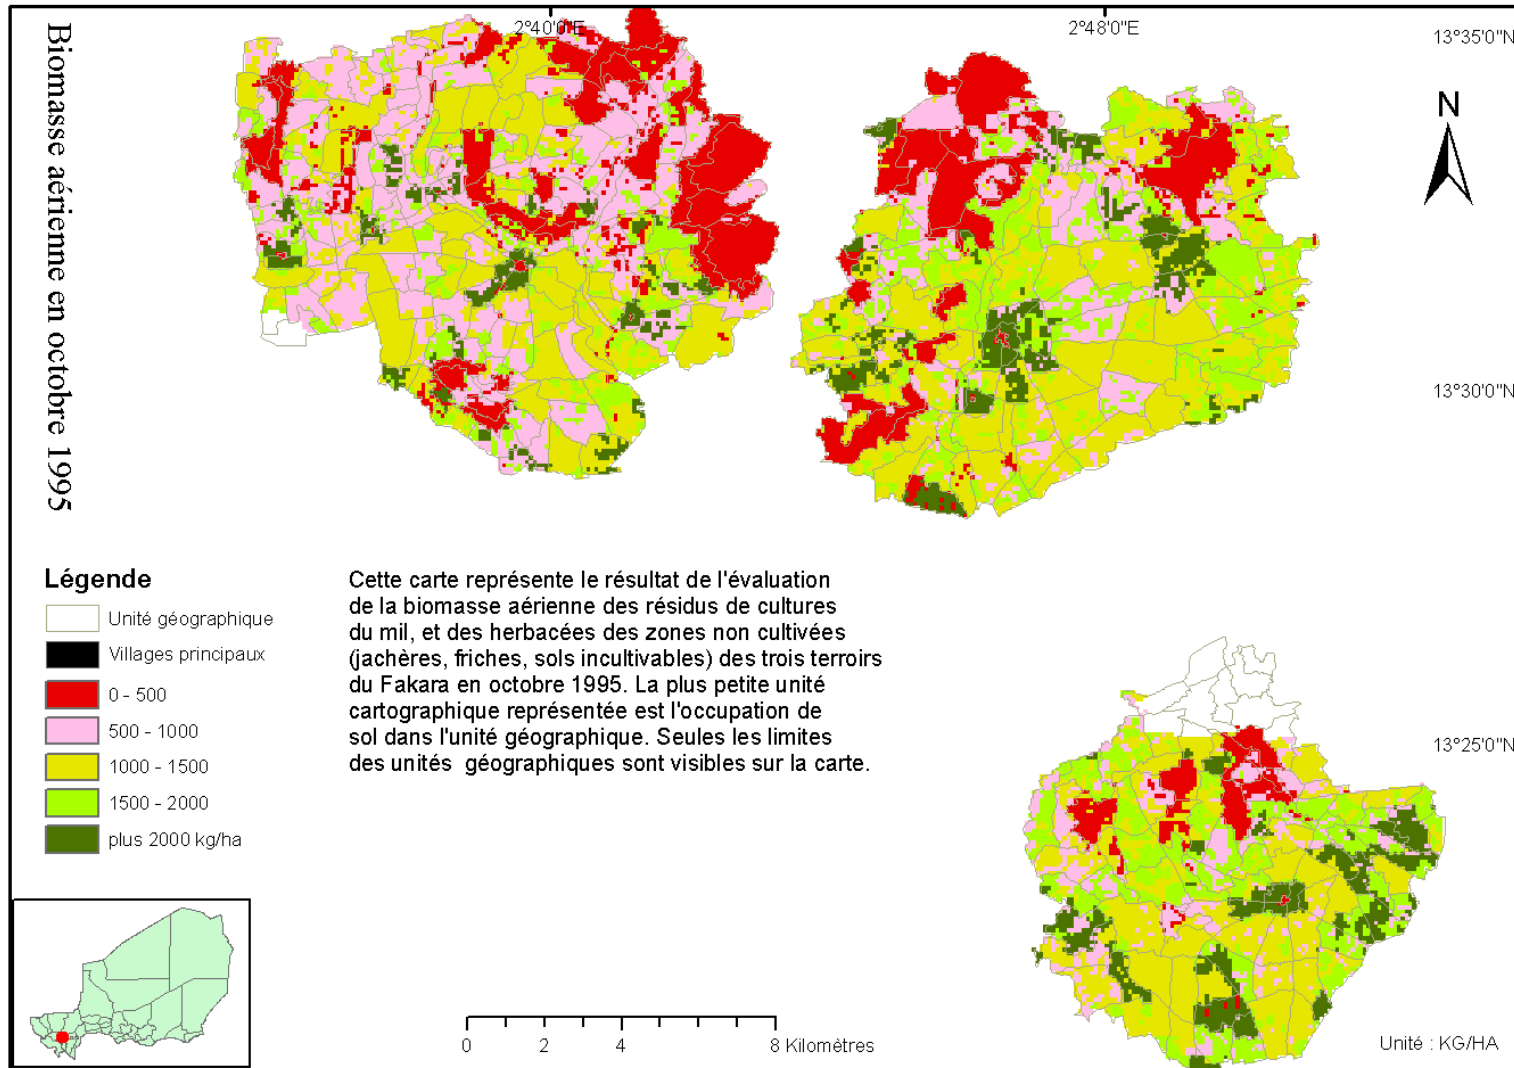 Biomasse aérienne en octobre 1995
2°40'0"E
2°48'0"E
13°35'0"N
N
13°30'0"N
13°25'0"N
Légende
Unité géographique
Villages principaux
0 - 500
500 - 1000
1000 - 1500
1500 - 2000
plus 2000 kg/ha
Cette carte représente le résultat de l'évaluation
de la biomasse aérienne des résidus de cultures
du mil, et des herbacées des zones non cultivées
(jachères, friches, sols incultivables) des trois terroirs
du Fakara en octobre 1995. La plus petite unité
cartographique représentée est l'occupation de
sol dans l'unité géographique. Seules les limites
des unités  géographiques sont visibles sur la carte.
0 2 4 8 Kilomètres
Unité : KG/HA